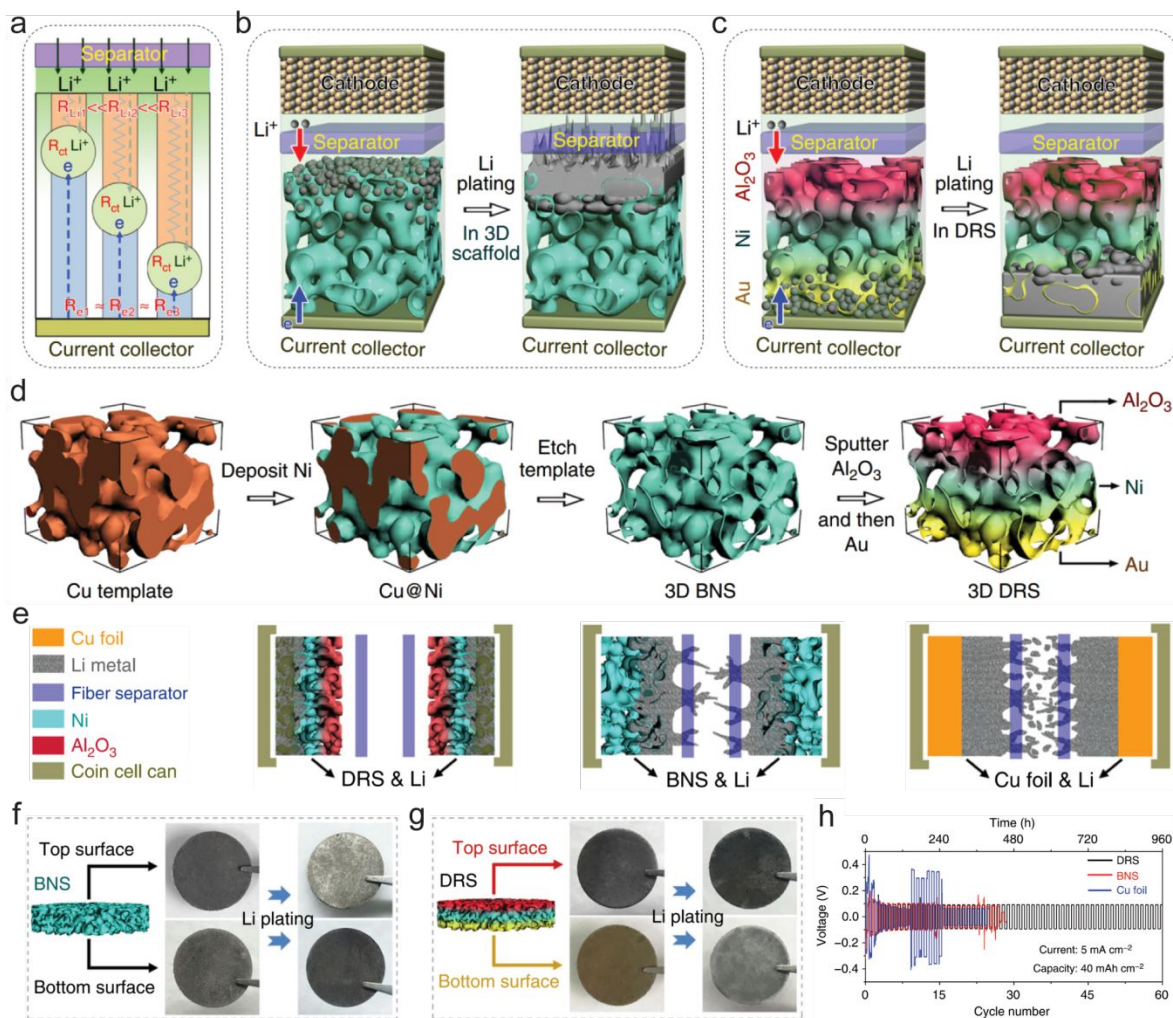 a
Separator
Li⁺ Li⁺ Li⁺
R_Li1 << R_Li2 << R_Li3
R_ct Li⁺
e
R_ct Li⁺
e
R_ct Li⁺
e
R_e1 ≈ R_e2 ≈ R_e3
Current collector
b
Cathode
Li⁺
Separator
e
Current collector
Li
plating
In 3D
scaffold
Cathode
Separator
Current collector
c
Cathode
Li⁺
Separator
Al₂O₃
Ni
Au
e
Current collector
Li
plating
In DRS
Cathode
Separator
Current collector
d
Cu template
Deposit Ni
Cu@Ni
Etch
template
3D BNS
Sputter
Al₂O₃
and then
Au
Al₂O₃
Ni
Au
3D DRS
e
Cu foil
Li metal
Fiber separator
Ni
Al₂O₃
Coin cell can
DRS & Li
BNS & Li
Cu foil & Li
f
Top surface
BNS
Li plating
Bottom surface
g
Top surface
DRS
Li plating
Bottom surface
h
Time (h)
0 240 480 720 960
Voltage (V)
0.4
0.2
0.0
−0.2
−0.4
DRS
BNS
Cu foil
Current: 5 mA cm⁻²
Capacity: 40 mAh cm⁻²
0 15 30 45 60
Cycle number